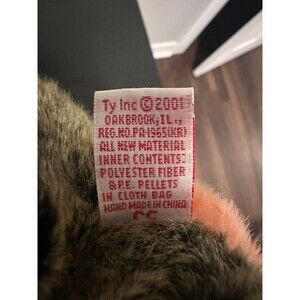 Ty Inc © 2001
OAKBROOK, IL.
REG. NO. PA-1965(KR)
ALL NEW MATERIAL
INNER CONTENTS:
POLYESTER FIBER
& P.E. PELLETS
IN CLOTH BAG
HAND MADE IN CHINA
CE